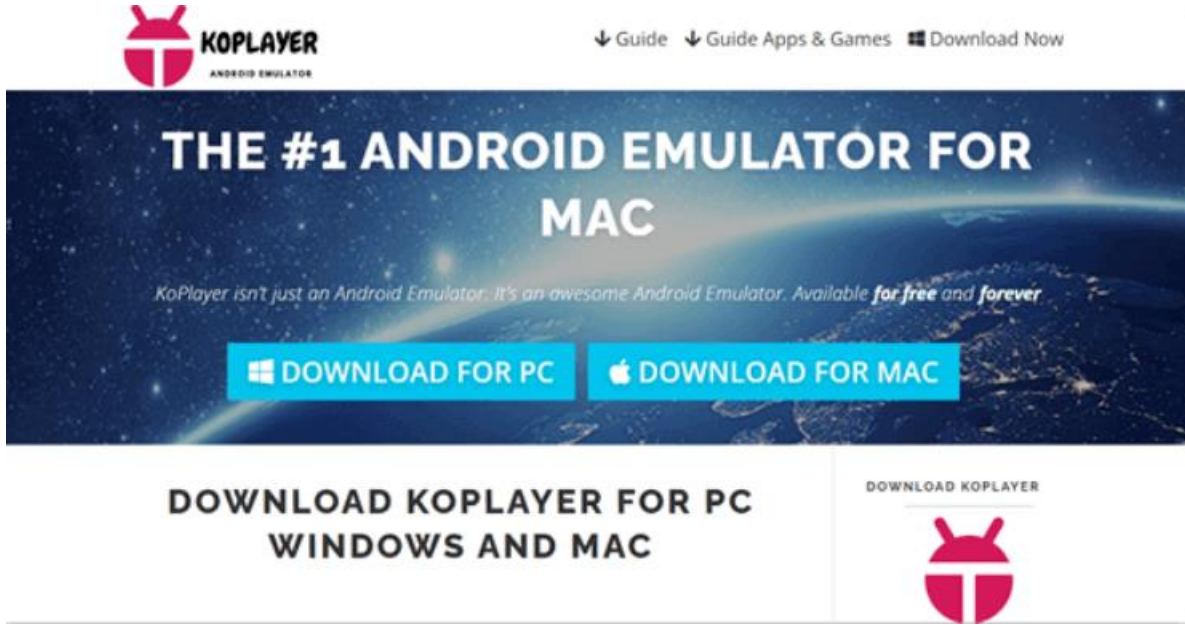 KOPLAYER
ANDROID EMULATOR
Guide Guide Apps & Games Download Now
THE #1 ANDROID EMULATOR FOR
MAC
KoPlayer isn't just an Android Emulator. It's an awesome Android Emulator. Available for free and forever
DOWNLOAD FOR PC DOWNLOAD FOR MAC
DOWNLOAD KOPLAYER FOR PC
WINDOWS AND MAC
DOWNLOAD KOPLAYER